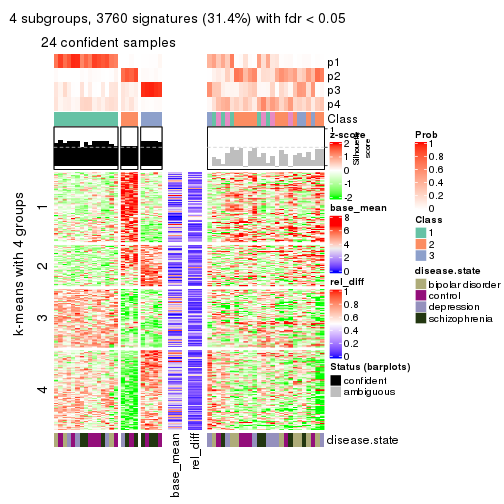 4 subgroups, 3760 signatures (31.4%) with fdr < 0.05
24 confident samples
p1
p2
p3
p4
Class
1
Silhouette
score
k-means with 4 groups
1
2
3
4
base_mean
rel_diff
disease.state
z-score
2
1
0
-1
-2
base_mean
8
6
4
2
0
rel_diff
1
0.8
0.6
0.4
0.2
0
Status (barplots)
confident
ambiguous
Prob
1
0.8
0.6
0.4
0.2
0
Class
1
2
3
disease.state
bipolar disorder
control
depression
schizophrenia